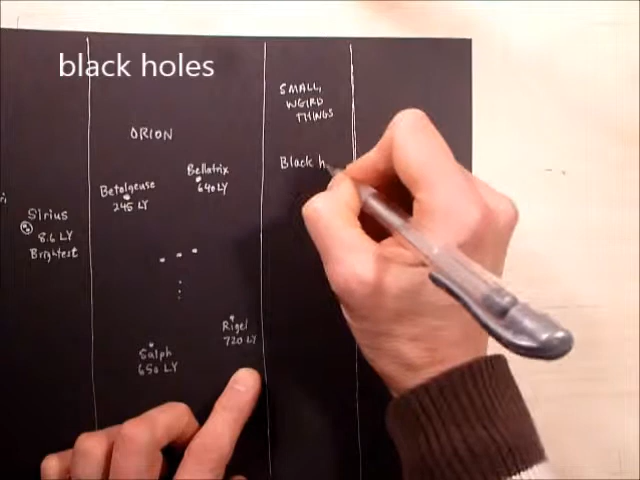 black holes
SMALL,
WEIRD
THINGS
ORION
Black h
Bellatrix
640 LY
Betelgeuse
245 LY
Sirius
8.6 LY
Brightest
Rigel
720 LY
Saiph
650 LY